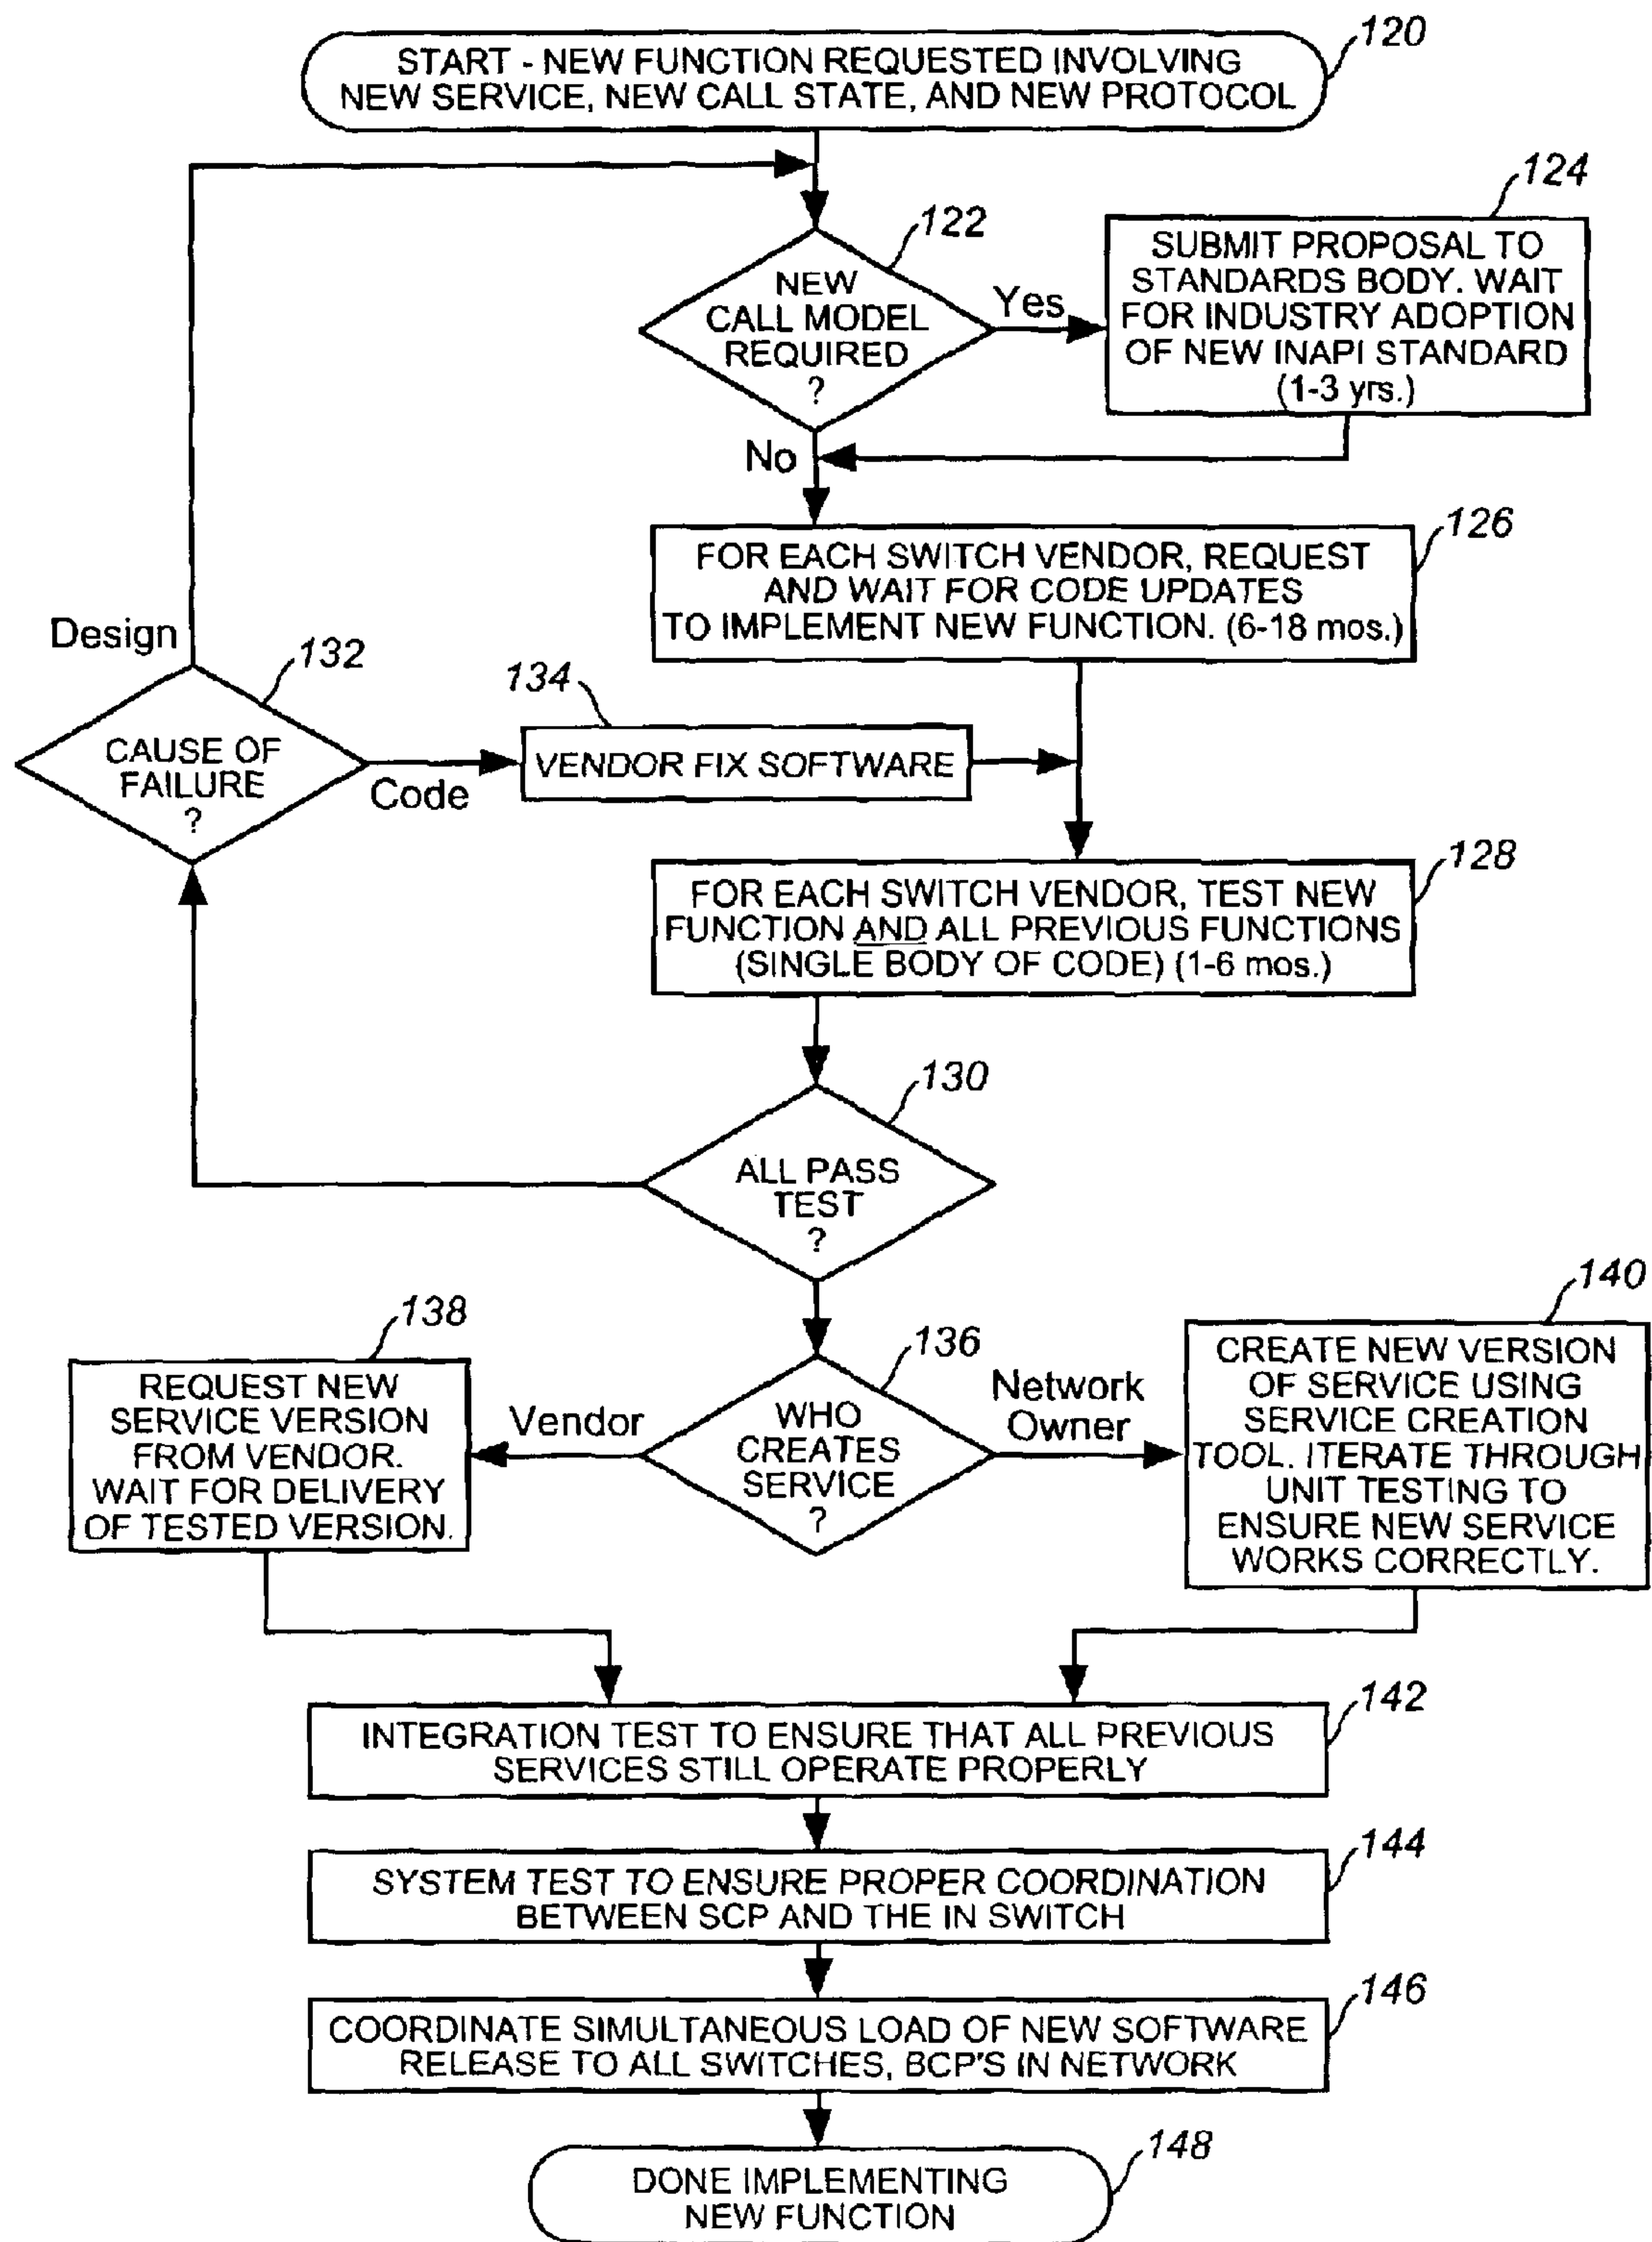 120
START - NEW FUNCTION REQUESTED INVOLVING
NEW SERVICE, NEW CALL STATE, AND NEW PROTOCOL
122
NEW
CALL MODEL
REQUIRED
?
Yes
No
124
SUBMIT PROPOSAL TO
STANDARDS BODY. WAIT
FOR INDUSTRY ADOPTION
OF NEW INAPI STANDARD
(1-3 yrs.)
126
FOR EACH SWITCH VENDOR, REQUEST
AND WAIT FOR CODE UPDATES
TO IMPLEMENT NEW FUNCTION. (6-18 mos.)
Design
132
CAUSE OF
FAILURE
?
Code
134
VENDOR FIX SOFTWARE
128
FOR EACH SWITCH VENDOR, TEST NEW
FUNCTION AND ALL PREVIOUS FUNCTIONS
(SINGLE BODY OF CODE) (1-6 mos.)
130
ALL PASS
TEST
?
136
WHO
CREATES
SERVICE
?
Vendor
Network
Owner
138
REQUEST NEW
SERVICE VERSION
FROM VENDOR.
WAIT FOR DELIVERY
OF TESTED VERSION.
140
CREATE NEW VERSION
OF SERVICE USING
SERVICE CREATION
TOOL. ITERATE THROUGH
UNIT TESTING TO
ENSURE NEW SERVICE
WORKS CORRECTLY.
142
INTEGRATION TEST TO ENSURE THAT ALL PREVIOUS
SERVICES STILL OPERATE PROPERLY
144
SYSTEM TEST TO ENSURE PROPER COORDINATION
BETWEEN SCP AND THE IN SWITCH
146
COORDINATE SIMULTANEOUS LOAD OF NEW SOFTWARE
RELEASE TO ALL SWITCHES, BCP'S IN NETWORK
148
DONE IMPLEMENTING
NEW FUNCTION